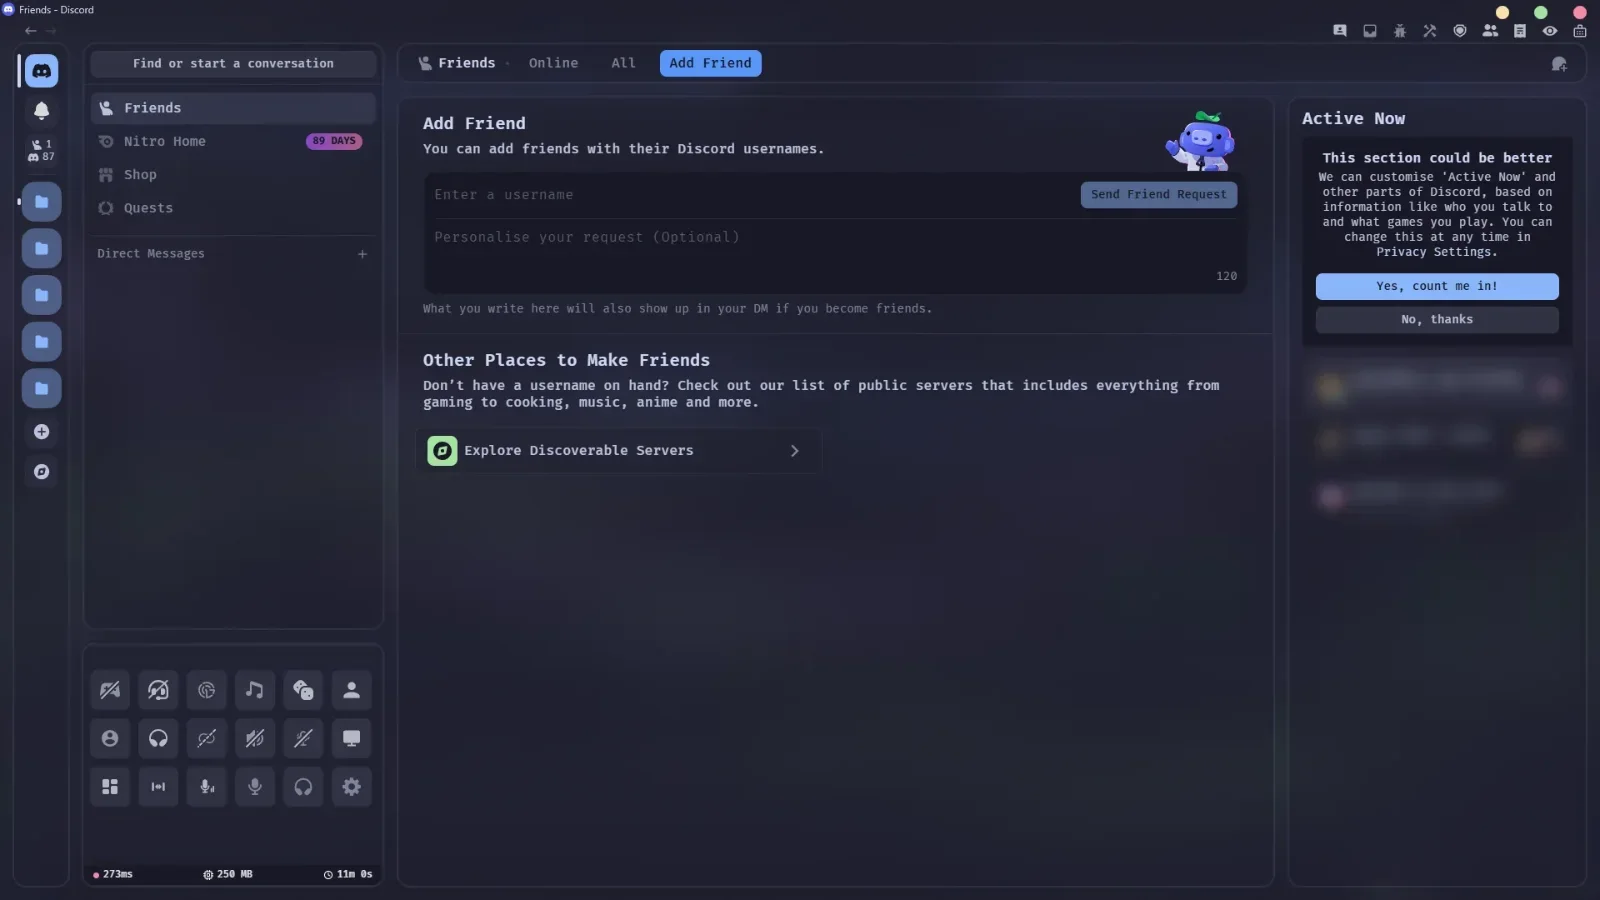 Friends - Discord
Find or start a conversation
Friends
Online
All
Add Friend
1
87
Friends
Nitro Home
89 DAYS
Shop
Quests
Direct Messages
Add Friend
You can add friends with their Discord usernames.
Enter a username
Send Friend Request
Personalise your request (Optional)
120
What you write here will also show up in your DM if you become friends.
Other Places to Make Friends
Don't have a username on hand? Check out our list of public servers that includes everything from
gaming to cooking, music, anime and more.
Explore Discoverable Servers
Active Now
This section could be better
We can customise 'Active Now' and
other parts of Discord, based on
information like who you talk to
and what games you play. You can
change this at any time in
Privacy Settings.
Yes, count me in!
No, thanks
273ms
250 MB
11m 0s